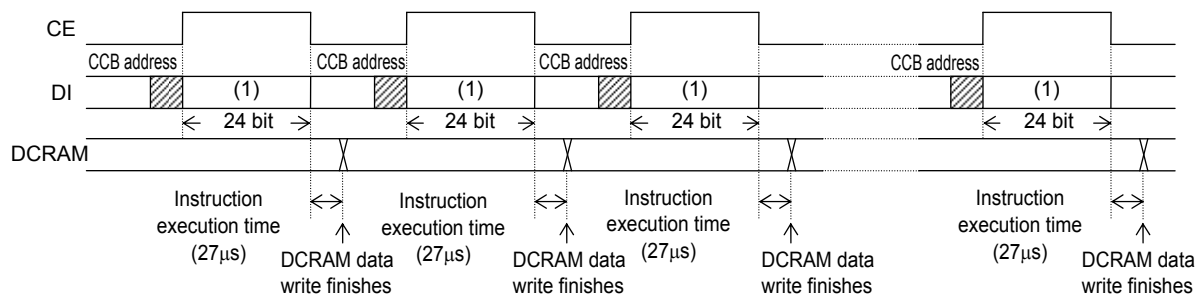 CE
CCB address CCB address CCB address CCB address
DI (1) (1) (1) (1)
24 bit 24 bit 24 bit 24 bit
DCRAM
Instruction execution time (27μs)
DCRAM data write finishes
Instruction execution time (27μs)
DCRAM data write finishes
Instruction execution time (27μs)
DCRAM data write finishes
Instruction execution time (27μs)
DCRAM data write finishes